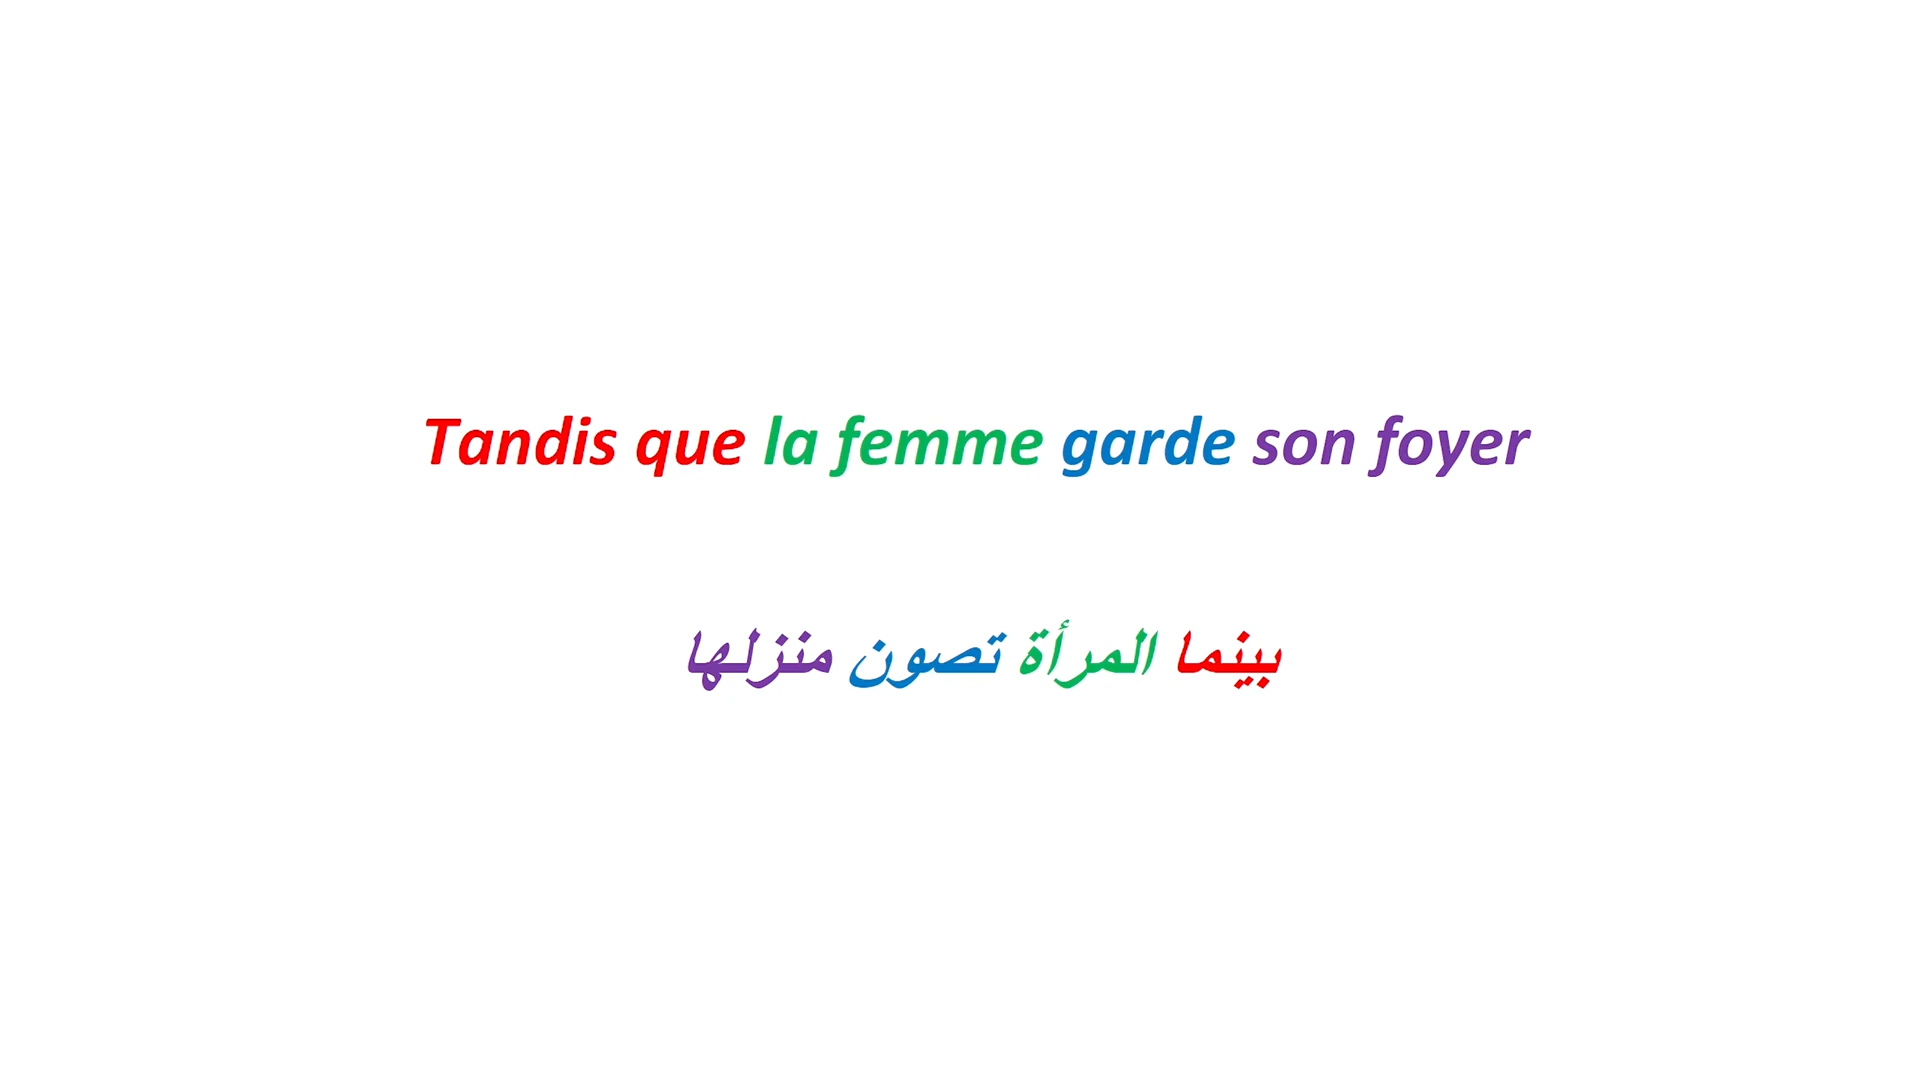 Tandis que la femme garde son foyer
بينما المرأة تصون منزلها